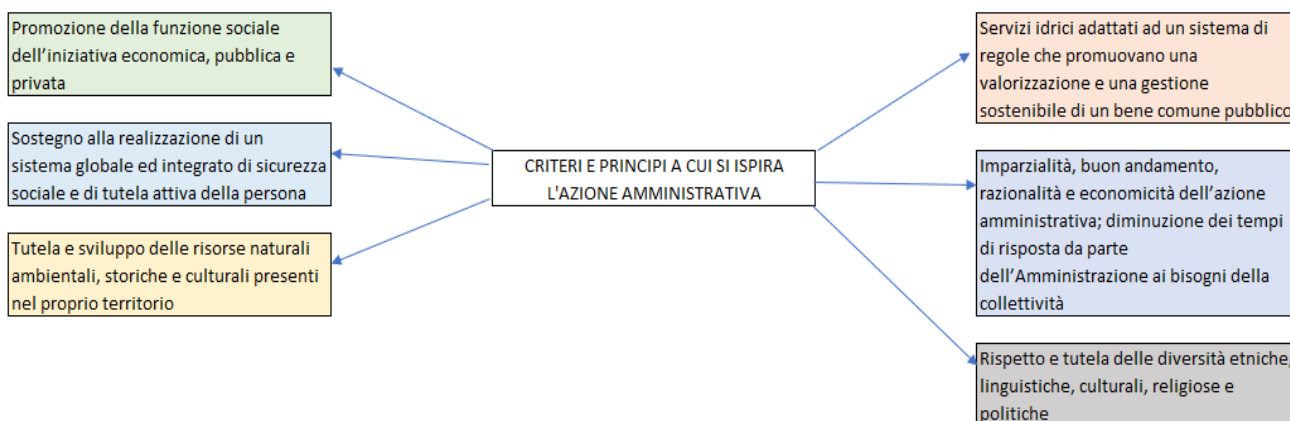 Promozione della funzione sociale
dell’iniziativa economica, pubblica e
privata
Sostegno alla realizzazione di un
sistema globale ed integrato di sicurezza
sociale e di tutela attiva della persona
Tutela e sviluppo delle risorse naturali
ambientali, storiche e culturali presenti
nel proprio territorio
CRITERI E PRINCIPI A CUI SI ISPIRA
L'AZIONE AMMINISTRATIVA
Servizi idrici adattati ad un sistema di
regole che promuovano una
valorizzazione e una gestione
sostenibile di un bene comune pubblico
Imparzialità, buon andamento,
razionalità e economicità dell’azione
amministrativa; diminuzione dei tempi
di risposta da parte
dell’Amministrazione ai bisogni della
collettività
Rispetto e tutela delle diversità etniche,
linguistiche, culturali, religiose e
politiche